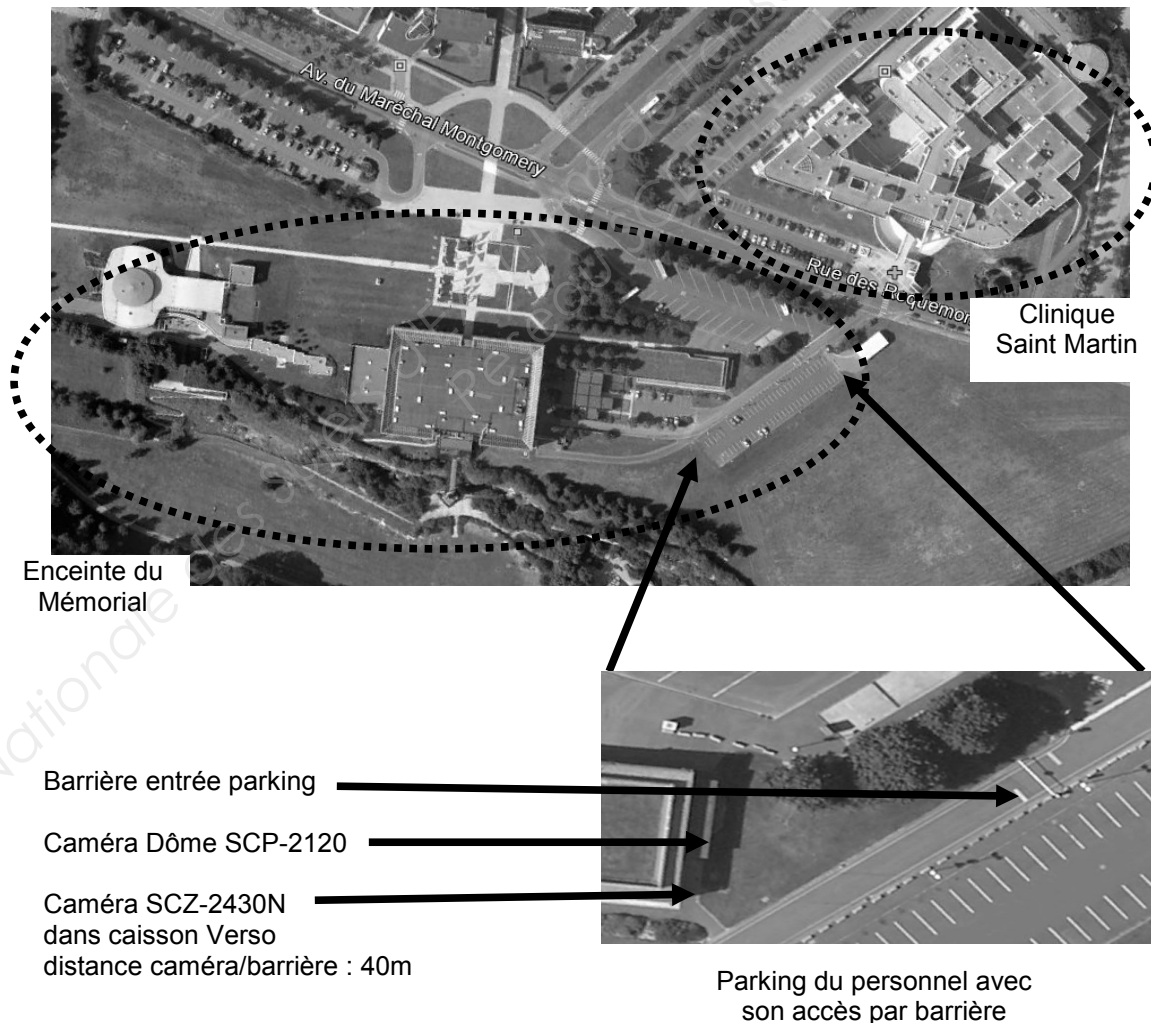 Av. du Maréchal Montgomery
Rue des Roquemon
Clinique
Saint Martin
Enceinte du
Mémorial
Barrière entrée parking
Caméra Dôme SCP-2120
Caméra SCZ-2430N
dans caisson Verso
distance caméra/barrière : 40m
Parking du personnel avec
son accès par barrière